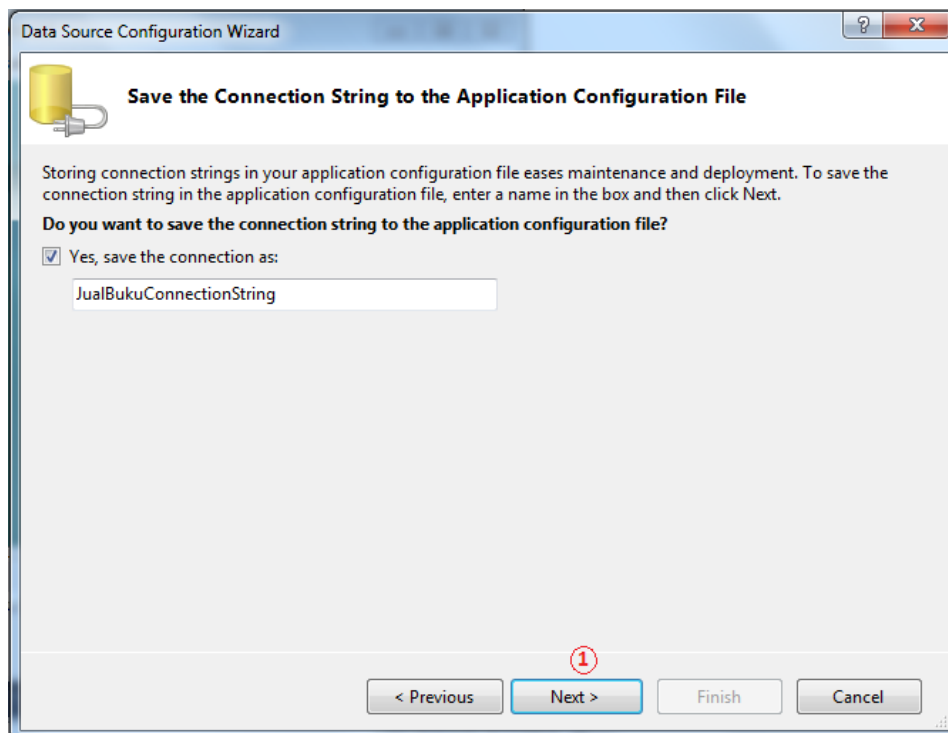 Data Source Configuration Wizard
?
X
Save the Connection String to the Application Configuration File
Storing connection strings in your application configuration file eases maintenance and deployment. To save the
connection string in the application configuration file, enter a name in the box and then click Next.
Do you want to save the connection string to the application configuration file?
Yes, save the connection as:
JualBukuConnectionString
1
< Previous
Next >
Finish
Cancel